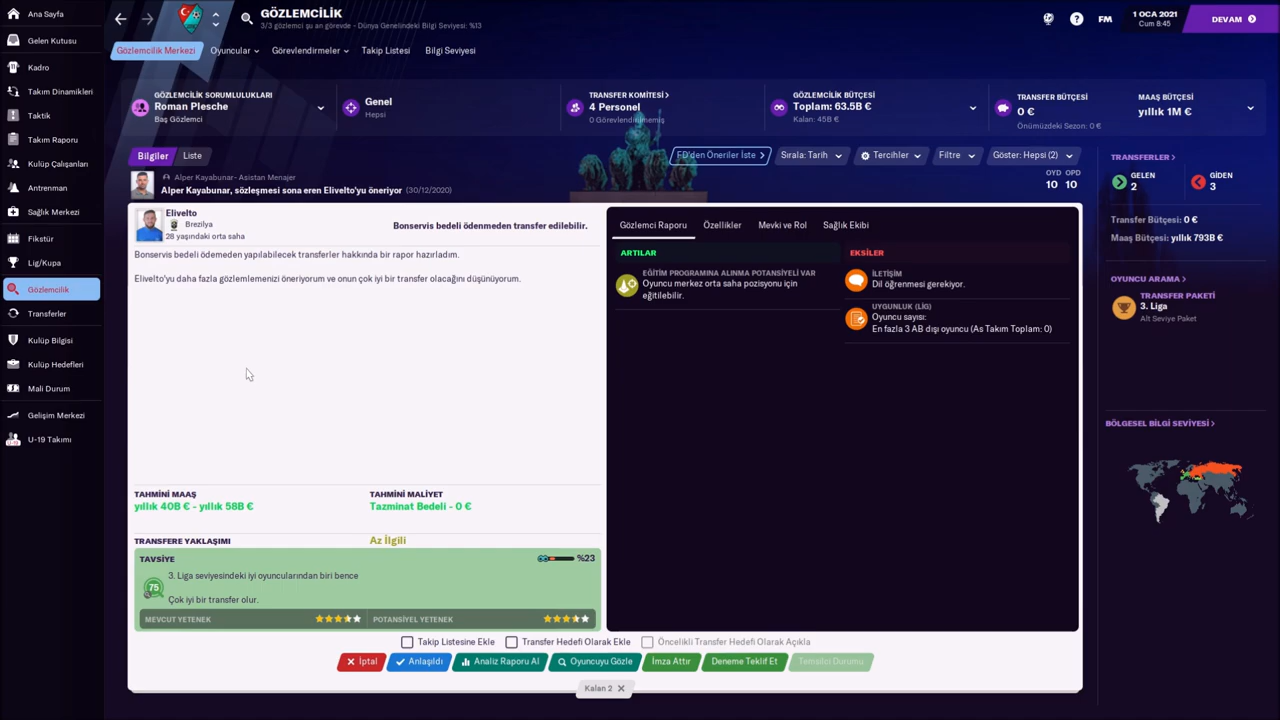 Ana Sayfa
Gelen Kutusu
Kadro
Takım Dinamikleri
Taktik
Takım Raporu
Kulüp Çalışanları
Antrenman
Sağlık Merkezi
Fikstür
Lig/Kupa
Gözlemcilik
Transferler
Kulüp Bilgisi
Kulüp Hedefleri
Mali Durum
Gelişim Merkezi
U-19 Takımı
GÖZLEMCİLİK
3/3 gözlemci şu an görevde - Dünya Genelindeki Bilgi Seviyesi: %13
FM
1 OCA 2021
Cum 8:45
DEVAM
Gözlemcilik Merkezi
Oyuncular
Görevlendirmeler
Takip Listesi
Bilgi Seviyesi
GÖZLEMCİLİK SORUMLULUKLARI
Roman Plesche
Baş Gözlemci
Genel
Hepsi
TRANSFER KOMİTESİ >
4 Personel
0 Görevlendirilmemiş
GÖZLEMCİLİK BÜTÇESİ
Toplam: 63.5B €
Kalan: 45B €
TRANSFER BÜTÇESİ
0 €
Önümüzdeki Sezon: 0 €
MAAŞ BÜTÇESİ
yıllık 1M €
Bilgiler
Liste
FD'den Öneriler İste >
Sırala: Tarih
Tercihler
Filtre
Göster: Hepsi (2)
Alper Kayabunar- Asistan Menajer
Alper Kayabunar, sözleşmesi sona eren Elivelto'yu öneriyor (30/12/2020)
OYD OPD
10 10
Elivelto
Brezilya
28 yaşındaki orta saha
Bonservis bedeli ödenmeden transfer edilebilir.
Bonservis bedeli ödemeden yapılabilecek transferler hakkında bir rapor hazırladım.
Elivelto'yu daha fazla gözlemlemenizi öneriyorum ve onun çok iyi bir transfer olacağını düşünüyorum.
TAHMİNİ MAAŞ
yıllık 40B € - yıllık 58B €
TAHMİNİ MALİYET
Tazminat Bedeli - 0 €
TRANSFERE YAKLAŞIMI
Az İlgili
TAVSİYE
%23
75
3. Liga seviyesindeki iyi oyuncularından biri bence
Çok iyi bir transfer olur.
MEVCUT YETENEK
POTANSİYEL YETENEK
Gözlemci Raporu
Özellikler
Mevki ve Rol
Sağlık Ekibi
ARTILAR
EĞİTİM PROGRAMINA ALINMA POTANSİYELİ VAR
Oyuncu merkez orta saha pozisyonu için
eğitilebilir.
EKSİLER
İLETİŞİM
Dil öğrenmesi gerekiyor.
UYGUNLUK (LİG)
Oyuncu sayısı:
En fazla 3 AB dışı oyuncu (As Takım Toplam: 0)
Takip Listesine Ekle
Transfer Hedefi Olarak Ekle
Öncelikli Transfer Hedefi Olarak Açıkla
İptal
Anlaşıldı
Analiz Raporu Al
Oyuncuyu Gözle
İmza Attır
Deneme Teklif Et
Temsilci Durumu
Kalan 2
TRANSFERLER >
GELEN
2
GİDEN
3
Transfer Bütçesi: 0 €
Maaş Bütçesi: yıllık 793B €
OYUNCU ARAMA >
TRANSFER PAKETİ
3. Liga
Alt Seviye Paket
BÖLGESEL BİLGİ SEVİYESİ >